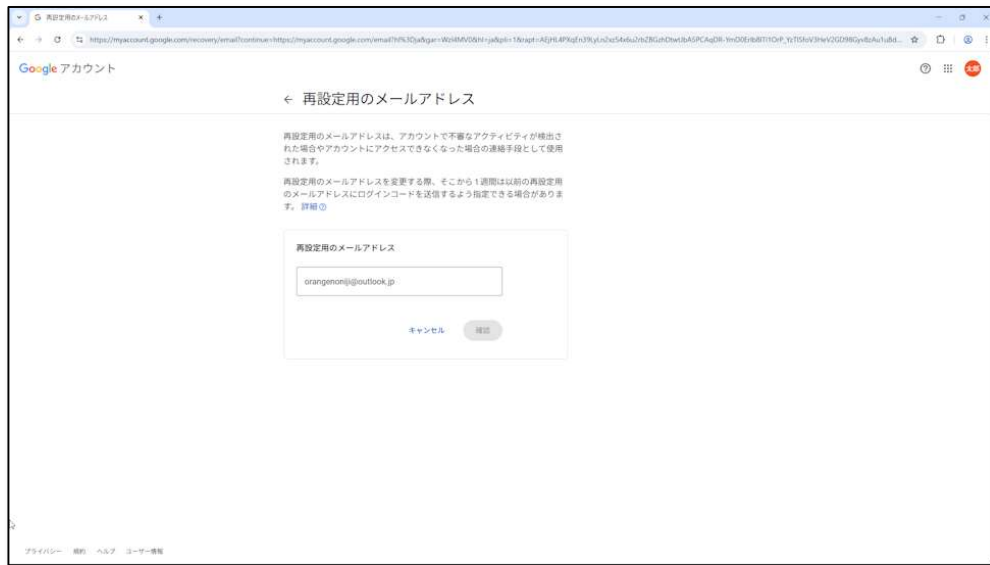 再設定用のメールアドレス
Google アカウント
太郎
再設定用のメールアドレス
再設定用のメールアドレスは、アカウントで不審なアクティビティが検出さ
れた場合やアカウントにアクセスできなくなった場合の連絡手段として使用
されます。
再設定用のメールアドレスを変更する際、そこから 1 週間は以前の再設定用
のメールアドレスにログインコードを送信するよう指定できる場合がありま
す。 詳細
再設定用のメールアドレス
orangenoniji@outlook.jp
キャンセル 確認
プライバシー 規約 ヘルプ ユーザー情報